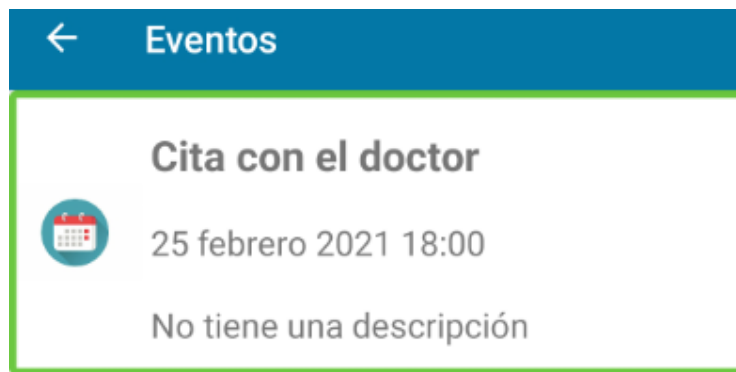 Eventos
Cita con el doctor
25 febrero 2021 18:00
No tiene una descripción